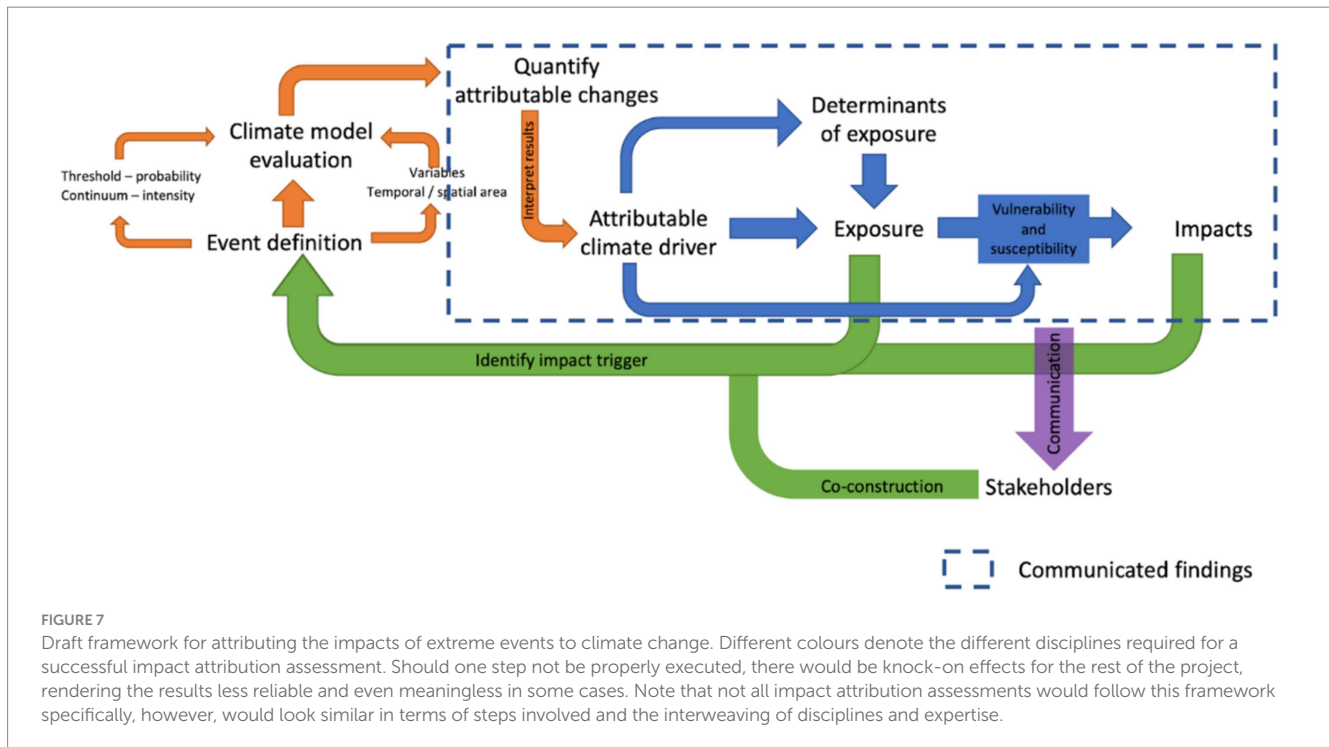 Quantify
attributable changes
Determinants
of exposure
Climate model
evaluation
Interpret results
Threshold – probability
Continuum – intensity
Variables
Temporal / spatial area
Event definition
Attributable
climate driver
Exposure
Vulnerability
and
susceptibility
Impacts
Identify impact trigger
Communication
Co-construction
Stakeholders
Communicated findings
FIGURE 7
Draft framework for attributing the impacts of extreme events to climate change. Different colours denote the different disciplines required for a
successful impact attribution assessment. Should one step not be properly executed, there would be knock-on effects for the rest of the project,
rendering the results less reliable and even meaningless in some cases. Note that not all impact attribution assessments would follow this framework
specifically, however, would look similar in terms of steps involved and the interweaving of disciplines and expertise.